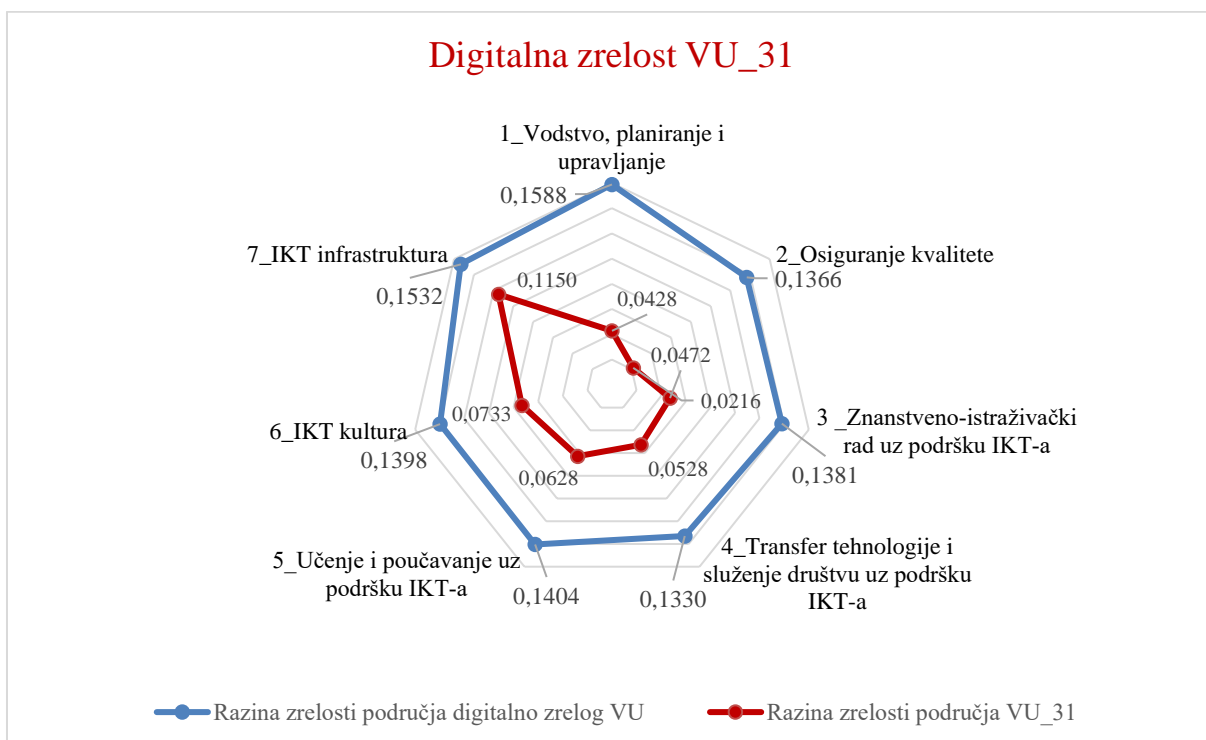 Digitalna zrelost VU_31
1_Vodstvo, planiranje i
upravljanje
0,1588
2_Osiguranje kvalitete
0,1366
7_IKT infrastruktura
0,1532
0,1150
0,0428
0,0472
0,0216
3 _Znanstveno-istraživački
rad uz podršku IKT-a
0,1381
6_IKT kultura
0,1398
0,0733
0,0628
0,0528
5_Učenje i poučavanje uz
podršku IKT-a
0,1404
4_Transfer tehnologije i
služenje društvu uz podršku
IKT-a
0,1330
Razina zrelosti područja digitalno zrelog VU
Razina zrelosti područja VU_31